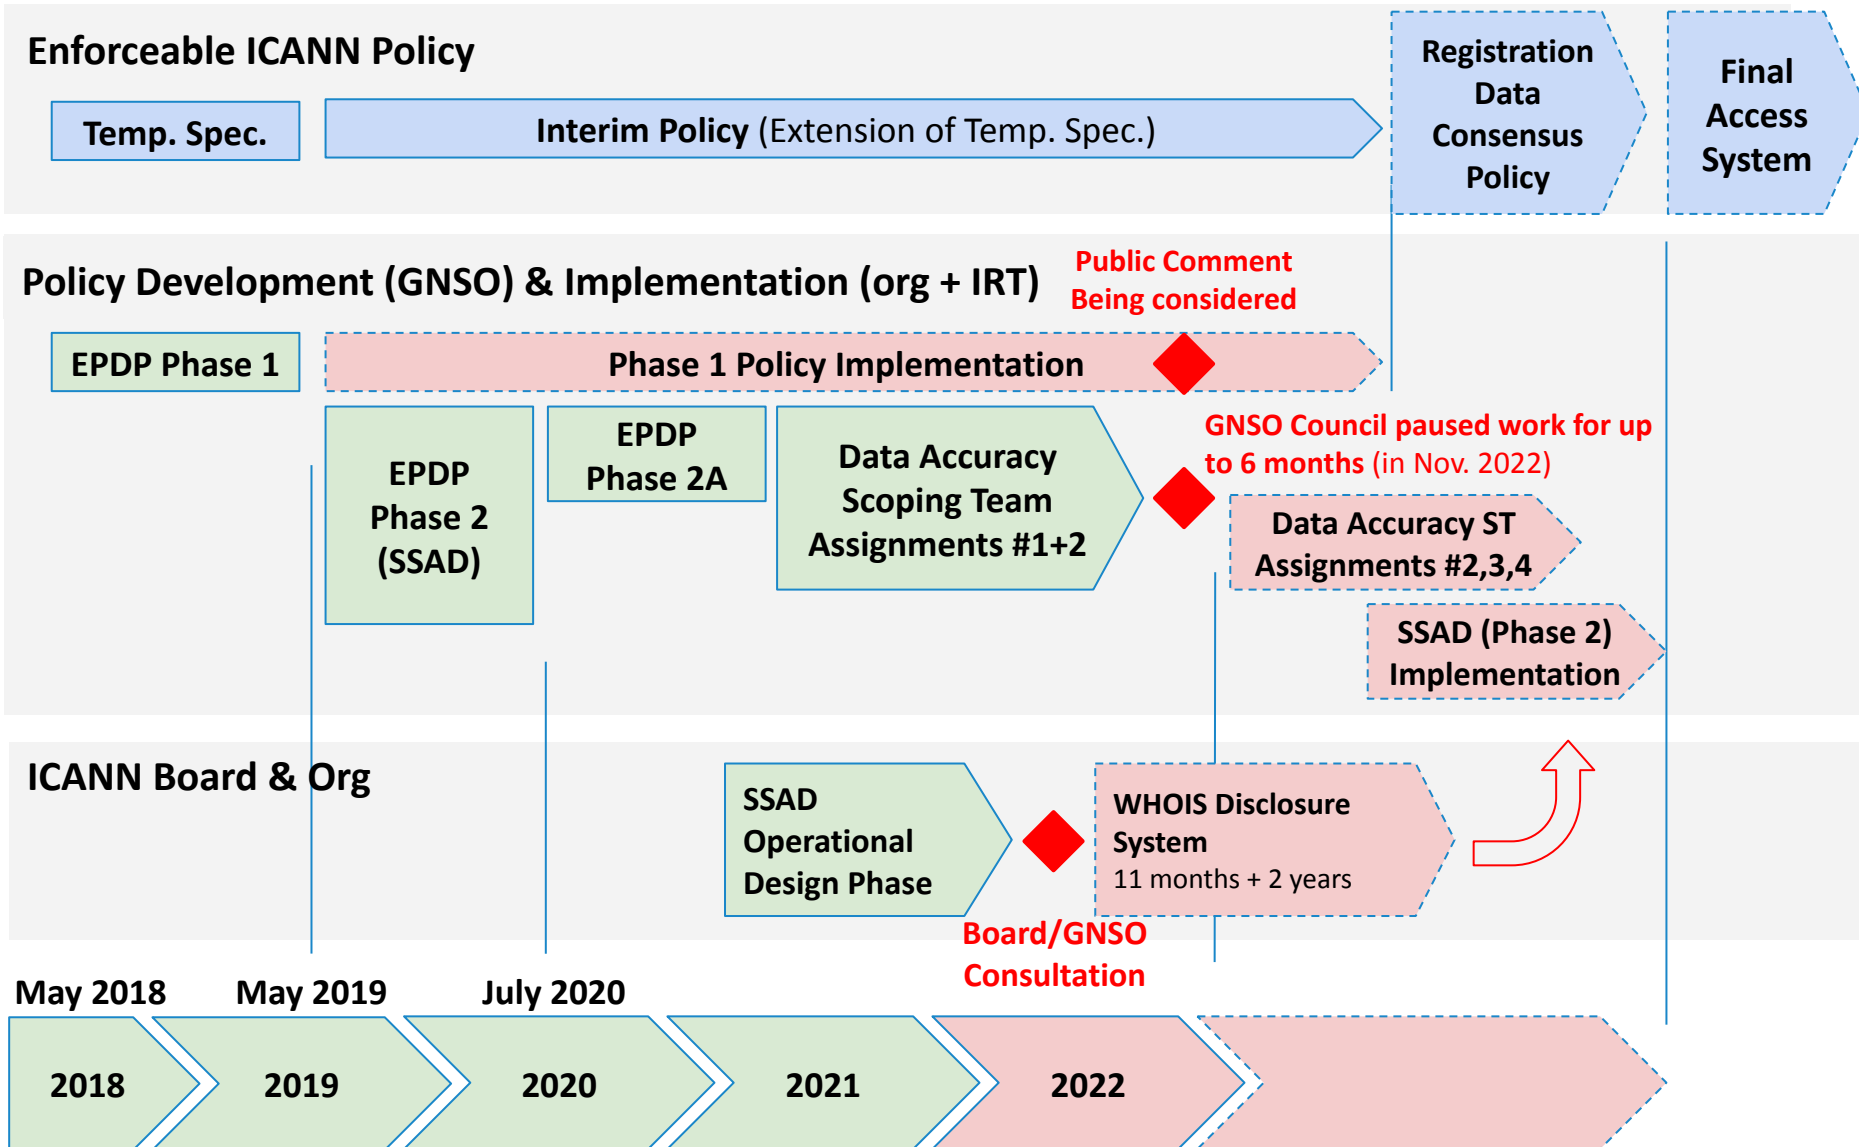 Enforceable ICANN Policy
Temp. Spec.
Interim Policy (Extension of Temp. Spec.)
Registration
Data
Consensus
Policy
Final
Access
System
Policy Development (GNSO) & Implementation (org + IRT)
Public Comment
Being considered
EPDP Phase 1
Phase 1 Policy Implementation
EPDP
Phase 2
(SSAD)
EPDP
Phase 2A
Data Accuracy
Scoping Team
Assignments #1+2
GNSO Council paused work for up
to 6 months (in Nov. 2022)
Data Accuracy ST
Assignments #2,3,4
SSAD (Phase 2)
Implementation
ICANN Board & Org
SSAD
Operational
Design Phase
WHOIS Disclosure
System
11 months + 2 years
Board/GNSO
Consultation
May 2018
May 2019
July 2020
2018
2019
2020
2021
2022